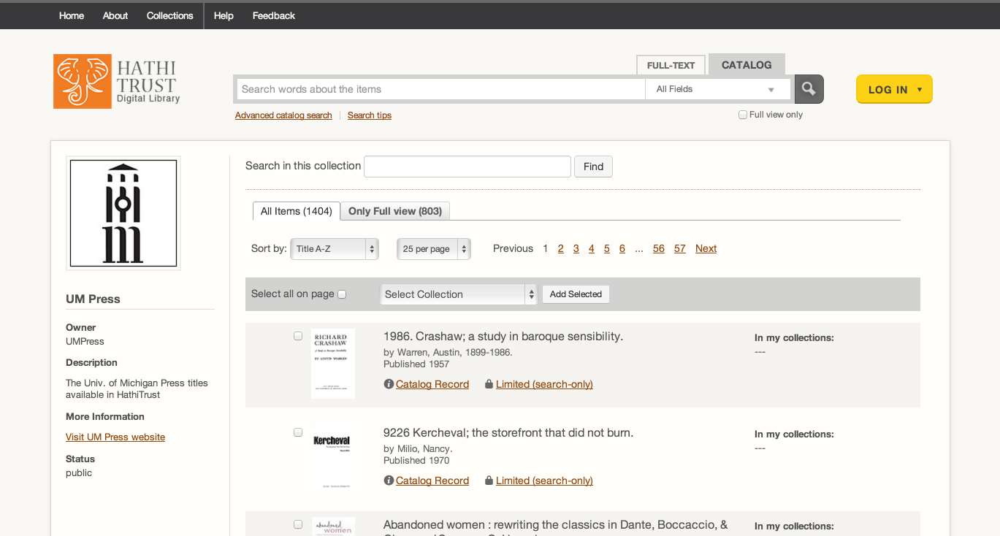 Home About Collections Help Feedback
HATHI
TRUST
Digital Library
FULL-TEXT CATALOG
Search words about the items All Fields
LOG IN
Advanced catalog search Search tips Full view only
Search in this collection Find
All Items (1404) Only Full view (803)
Sort by: Title A-Z 25 per page Previous 1 2 3 4 5 6 ... 56 57 Next
Select all on page Select Collection Add Selected
m
UM Press
Owner
UMPress
Description
The Univ. of Michigan Press titles
available in HathiTrust
More Information
Visit UM Press website
Status
public
RICHARD
CRASHAW
A Study in Baroque Sensibility
BY AUSTIN WARREN
1986. Crashaw; a study in baroque sensibility.
by Warren, Austin, 1899-1986.
Published 1957
Catalog Record Limited (search-only)
In my collections:
---
Kercheval
9226 Kercheval; the storefront that did not burn.
by Milio, Nancy.
Published 1970
Catalog Record Limited (search-only)
In my collections:
---
abandoned
women
Abandoned women : rewriting the classics in Dante, Boccaccio, &
In my collections: